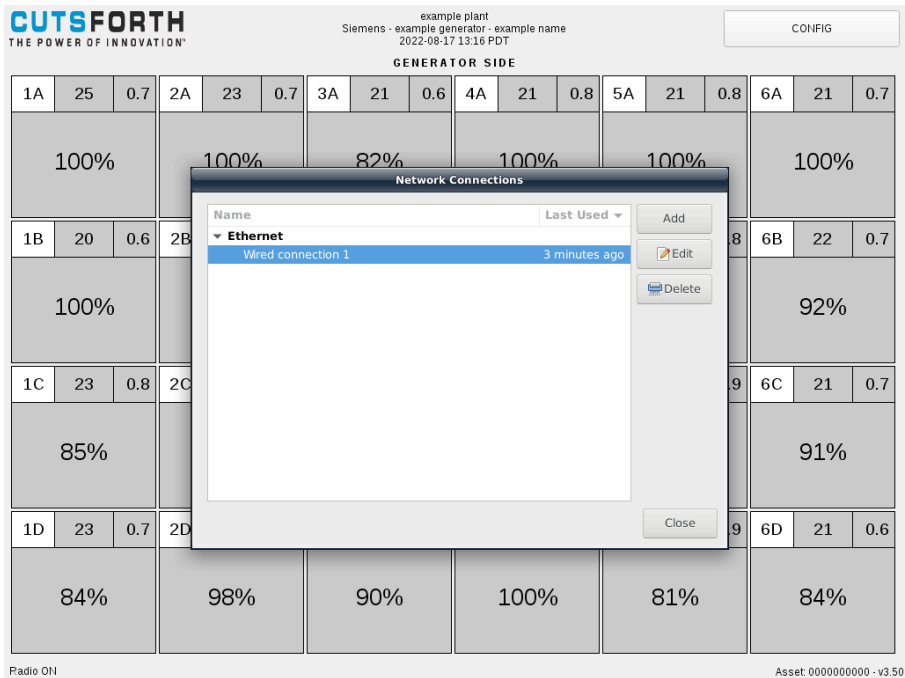 CUTSFORTH
THE POWER OF INNOVATION"
example plant
Siemens - example generator - example name
2022-08-17 13:16 PDT
CONFIG
GENERATOR SIDE
1A 25 0.7 2A 23 0.7 3A 21 0.6 4A 21 0.8 5A 21 0.8 6A 21 0.7
100% 100% 82% 100% 100% 100%
Network Connections
Name Last Used
Ethernet
Wired connection 1 3 minutes ago
Add
Edit
Delete
Close
1B 20 0.6 2B .8 6B 22 0.7
100% 92%
1C 23 0.8 2C .9 6C 21 0.7
85% 91%
1D 23 0.7 2D .9 6D 21 0.6
84% 98% 90% 100% 81% 84%
Radio ON
Asset: 0000000000 - v3.50